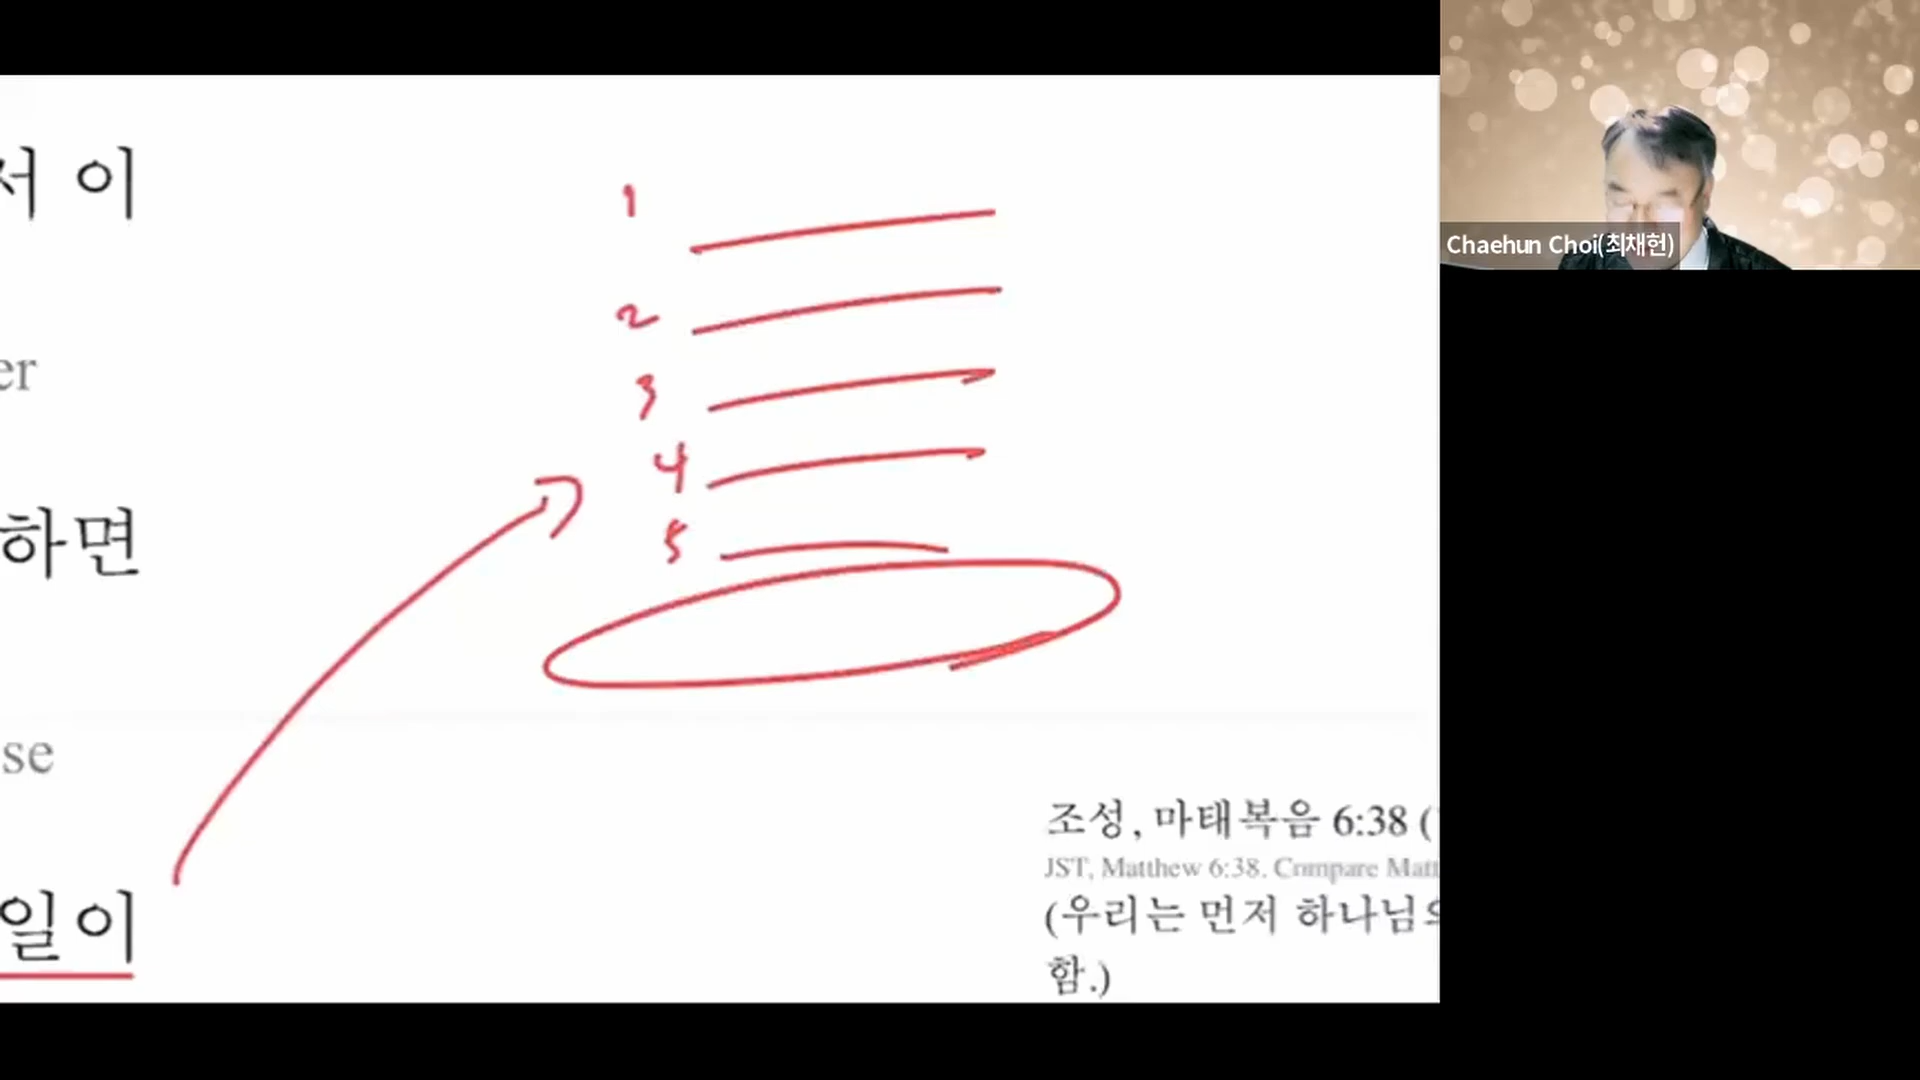 서 이
er
하면
se
일이
1
2
3
4
5
조성, 마태복음 6:38 (
JST, Matthew 6:38. Compare Matt
(우리는 먼저 하나님의
함.)
Chaehun Choi(최채헌)